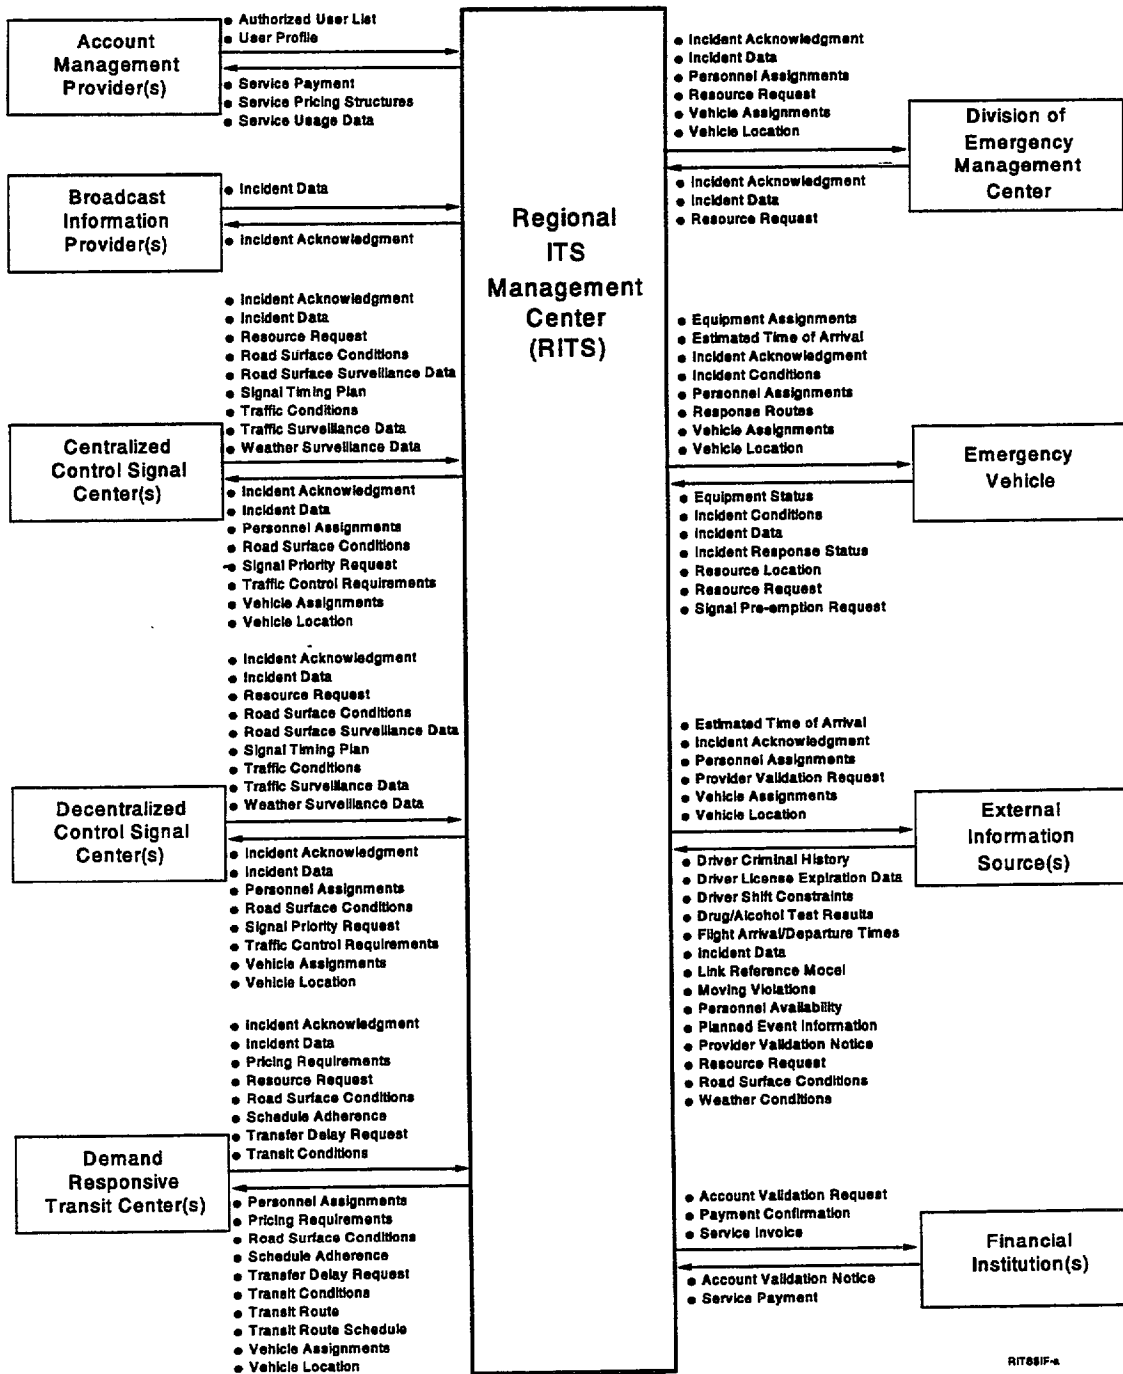 Account
Management
Provider(s)
● Authorized User List
● User Profile
● Service Payment
● Service Pricing Structures
● Service Usage Data
Broadcast
Information
Provider(s)
● Incident Data
● Incident Acknowledgment
● Incident Acknowledgment
● Incident Data
● Resource Request
● Road Surface Conditions
● Road Surface Surveillance Data
● Signal Timing Plan
● Traffic Conditions
● Traffic Surveillance Data
● Weather Surveillance Data
Centralized
Control Signal
Center(s)
● Incident Acknowledgment
● Incident Data
● Personnel Assignments
● Road Surface Conditions
● Signal Priority Request
● Traffic Control Requirements
● Vehicle Assignments
● Vehicle Location
● Incident Acknowledgment
● Incident Data
● Resource Request
● Road Surface Conditions
● Road Surface Surveillance Data
● Signal Timing Plan
● Traffic Conditions
● Traffic Surveillance Data
● Weather Surveillance Data
Decentralized
Control Signal
Center(s)
● Incident Acknowledgment
● Incident Data
● Personnel Assignments
● Road Surface Conditions
● Signal Priority Request
● Traffic Control Requirements
● Vehicle Assignments
● Vehicle Location
● Incident Acknowledgment
● Incident Data
● Pricing Requirements
● Resource Request
● Road Surface Conditions
● Schedule Adherence
● Transfer Delay Request
● Transit Conditions
Demand
Responsive
Transit Center(s)
● Personnel Assignments
● Pricing Requirements
● Road Surface Conditions
● Schedule Adherence
● Transfer Delay Request
● Transit Conditions
● Transit Route
● Transit Route Schedule
● Vehicle Assignments
● Vehicle Location
Regional
ITS
Management
Center
(RITS)
● Incident Acknowledgment
● Incident Data
● Personnel Assignments
● Resource Request
● Vehicle Assignments
● Vehicle Location
Division of
Emergency
Management
Center
● Incident Acknowledgment
● Incident Data
● Resource Request
● Equipment Assignments
● Estimated Time of Arrival
● Incident Acknowledgment
● Incident Conditions
● Personnel Assignments
● Response Routes
● Vehicle Assignments
● Vehicle Location
Emergency
Vehicle
● Equipment Status
● Incident Conditions
● Incident Data
● Incident Response Status
● Resource Location
● Resource Request
● Signal Pre-emption Request
● Estimated Time of Arrival
● Incident Acknowledgment
● Personnel Assignments
● Provider Validation Request
● Vehicle Assignments
● Vehicle Location
External
Information
Source(s)
● Driver Criminal History
● Driver License Expiration Data
● Driver Shift Constraints
● Drug/Alcohol Test Results
● Flight Arrival/Departure Times
● Incident Data
● Link Reference Mocel
● Moving Violations
● Personnel Availability
● Planned Event Information
● Provider Validation Notice
● Resource Request
● Road Surface Conditions
● Weather Conditions
● Account Validation Request
● Payment Confirmation
● Service Invoice
Financial
Institution(s)
● Account Validation Notice
● Service Payment